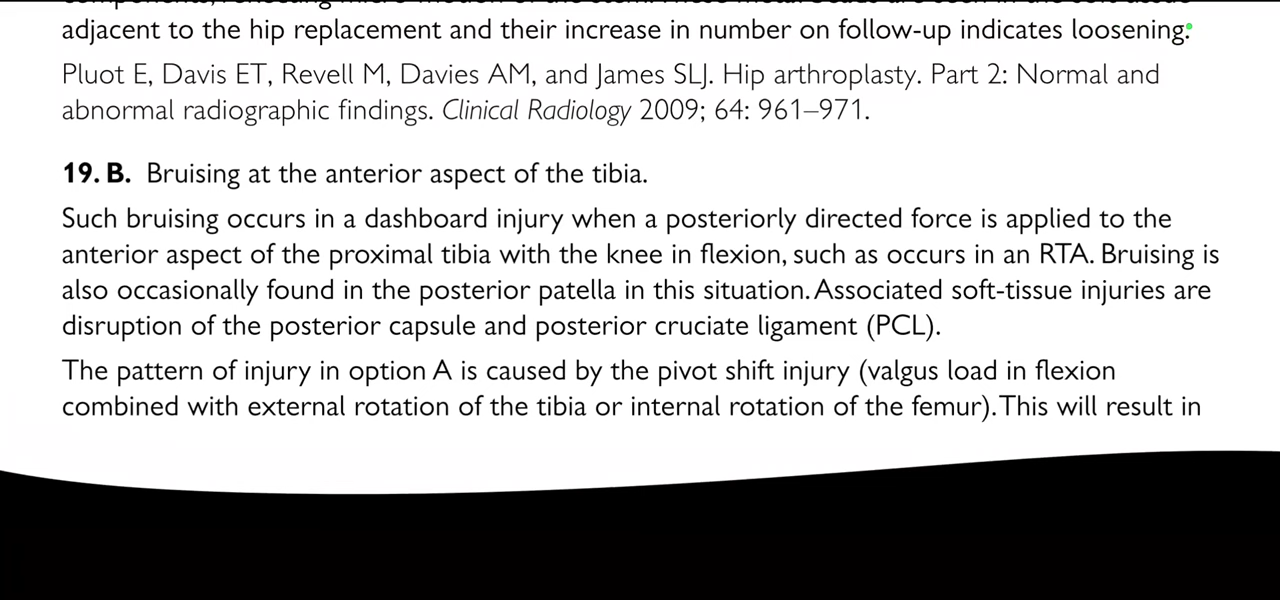 adjacent to the hip replacement and their increase in number on follow-up indicates loosening.
Pluot E, Davis ET, Revell M, Davies AM, and James SLJ. Hip arthroplasty. Part 2: Normal and
abnormal radiographic findings. Clinical Radiology 2009; 64: 961–971.
19. B. Bruising at the anterior aspect of the tibia.
Such bruising occurs in a dashboard injury when a posteriorly directed force is applied to the
anterior aspect of the proximal tibia with the knee in flexion, such as occurs in an RTA. Bruising is
also occasionally found in the posterior patella in this situation. Associated soft-tissue injuries are
disruption of the posterior capsule and posterior cruciate ligament (PCL).
The pattern of injury in option A is caused by the pivot shift injury (valgus load in flexion
combined with external rotation of the tibia or internal rotation of the femur). This will result in